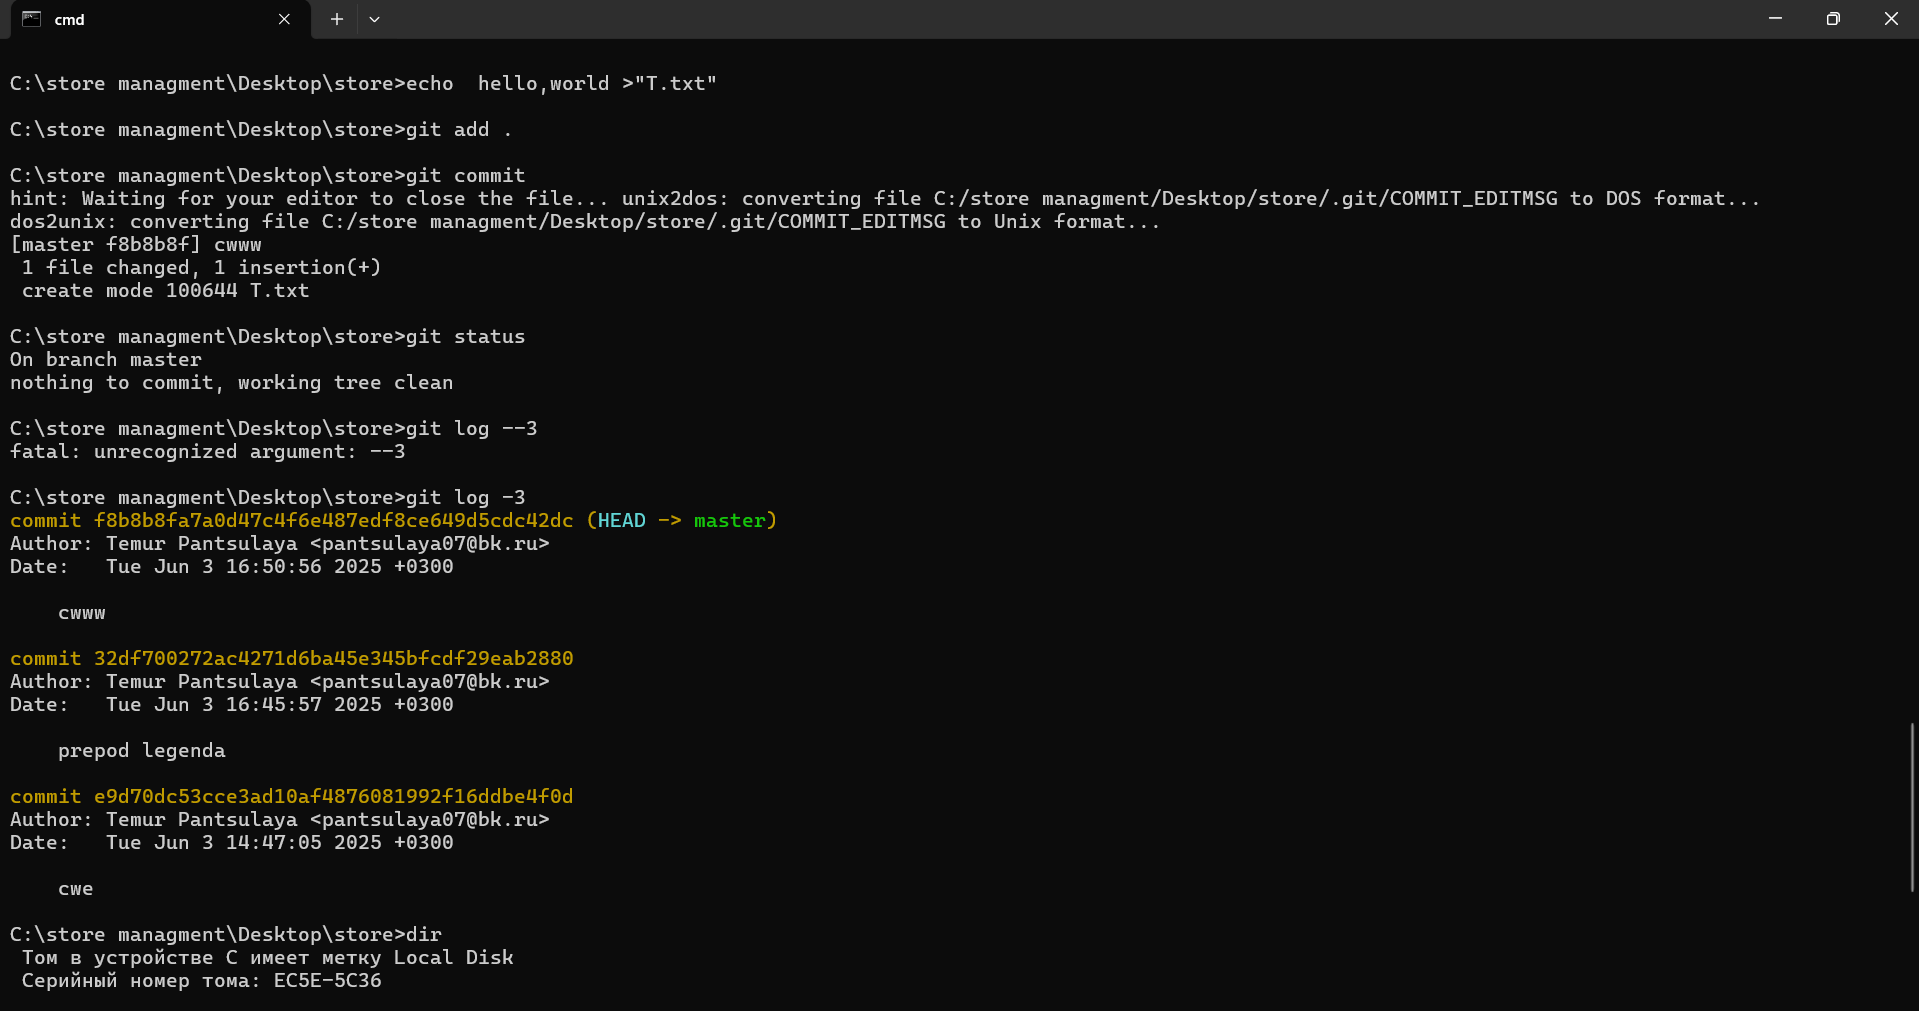 cmd
C:\store managment\Desktop\store>echo  hello,world >"T.txt"
C:\store managment\Desktop\store>git add .
C:\store managment\Desktop\store>git commit
hint: Waiting for your editor to close the file... unix2dos: converting file C:/store managment/Desktop/store/.git/COMMIT_EDITMSG to DOS format...
dos2unix: converting file C:/store managment/Desktop/store/.git/COMMIT_EDITMSG to Unix format...
[master f8b8b8f] cwww
 1 file changed, 1 insertion(+)
 create mode 100644 T.txt
C:\store managment\Desktop\store>git status
On branch master
nothing to commit, working tree clean
C:\store managment\Desktop\store>git log --3
fatal: unrecognized argument: --3
C:\store managment\Desktop\store>git log -3
commit f8b8b8fa7a0d47c4f6e487edf8ce649d5cdc42dc (HEAD -> master)
Author: Temur Pantsulaya <pantsulaya07@bk.ru>
Date:   Tue Jun 3 16:50:56 2025 +0300
    cwww
commit 32df700272ac4271d6ba45e345bfcdf29eab2880
Author: Temur Pantsulaya <pantsulaya07@bk.ru>
Date:   Tue Jun 3 16:45:57 2025 +0300
    prepod legenda
commit e9d70dc53cce3ad10af4876081992f16ddbe4f0d
Author: Temur Pantsulaya <pantsulaya07@bk.ru>
Date:   Tue Jun 3 14:47:05 2025 +0300
    cwe
C:\store managment\Desktop\store>dir
 Том в устройстве C имеет метку Local Disk
 Серийный номер тома: EC5E-5C36